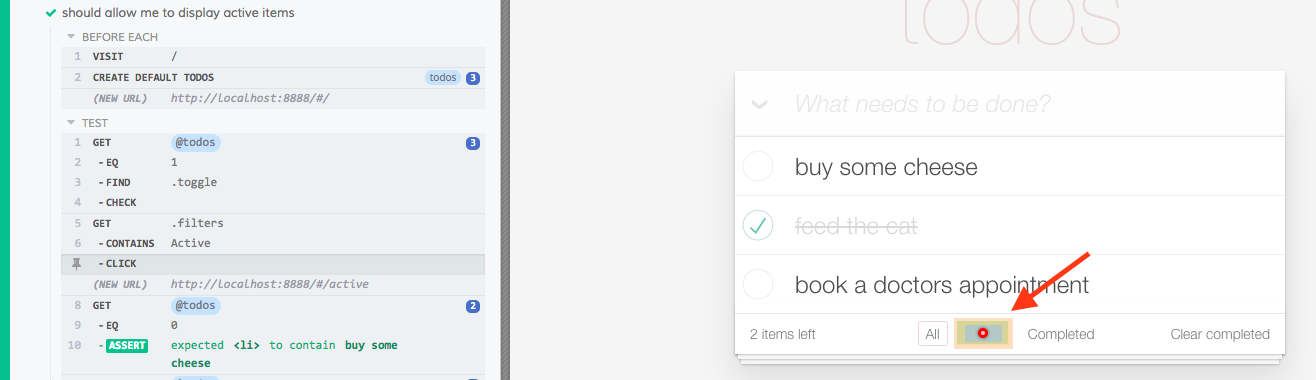 should allow me to display active items
BEFORE EACH
1 VISIT /
2 CREATE DEFAULT TODOS todos 3
(NEW URL) http://localhost:8888/#/
TEST
1 GET @todos 3
2 - EQ 1
3 - FIND .toggle
4 - CHECK
5 GET .filters
6 - CONTAINS Active
- CLICK
(NEW URL) http://localhost:8888/#/active
8 GET @todos 2
9 - EQ 0
10 - ASSERT expected <li> to contain buy some
cheese
todos
What needs to be done?
buy some cheese
feed the cat
book a doctors appointment
2 items left All Completed Clear completed